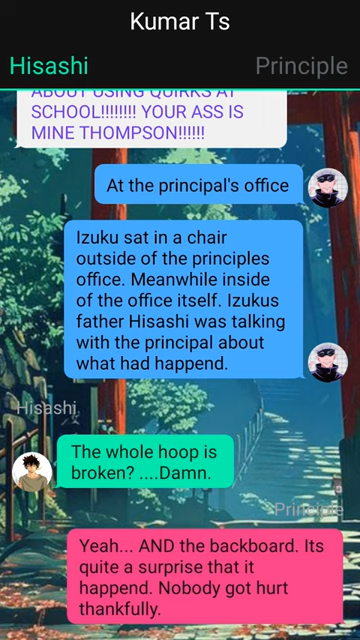 Kumar Ts
Hisashi
Principle
ABOUT USING QUIRKS AT
SCHOOL!!!!!!!! YOUR ASS IS
MINE THOMPSON!!!!!!
At the principal's office
Izuku sat in a chair
outside of the principles
office. Meanwhile inside
of the office itself. Izukus
father Hisashi was talking
with the principal about
what had happend.
Hisashi
The whole hoop is
broken? ....Damn.
Principle
Yeah... AND the backboard. Its
quite a surprise that it
happend. Nobody got hurt
thankfully.